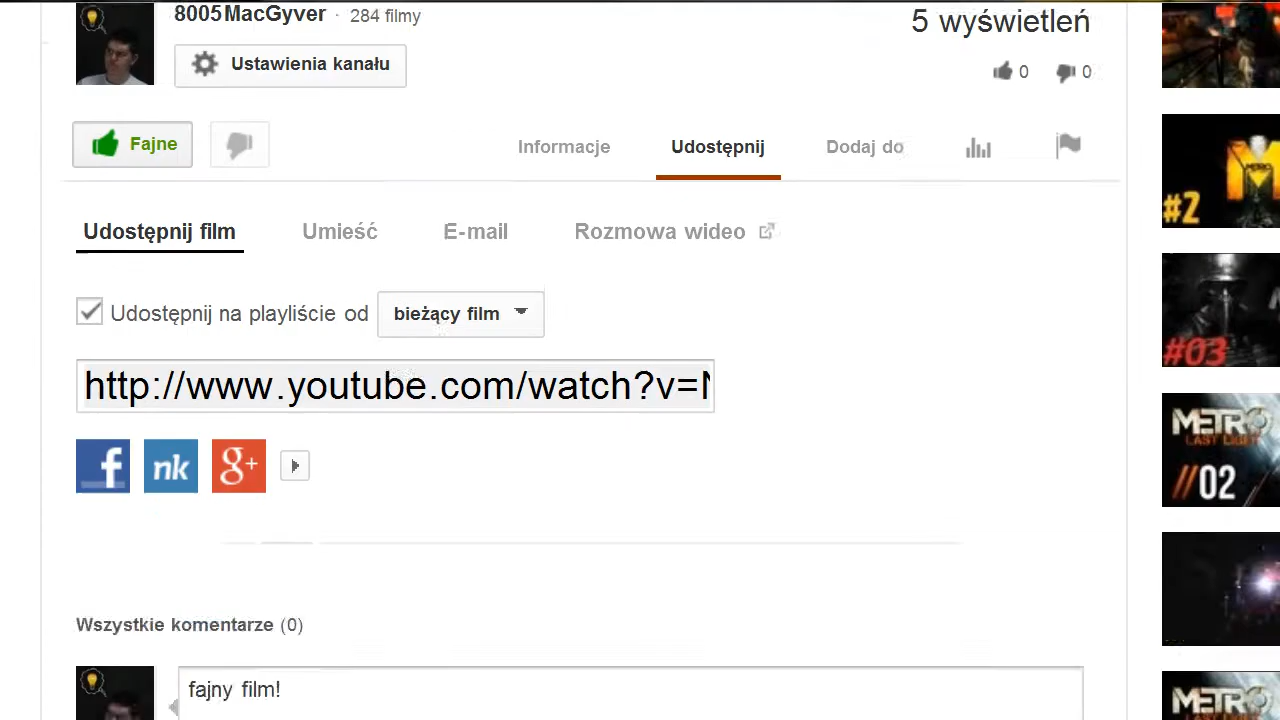 8005MacGyver · 284 filmy
5 wyświetleń
Ustawienia kanału
0 0
Fajne
Informacje Udostępnij Dodaj do
Udostępnij film Umieść E-mail Rozmowa wideo
#2
Udostępnij na playliście od bieżący film
#03
http://www.youtube.com/watch?v=
f nk g+
METRO
LAST LIGHT
//02
Wszystkie komentarze (0)
fajny film!
METRO